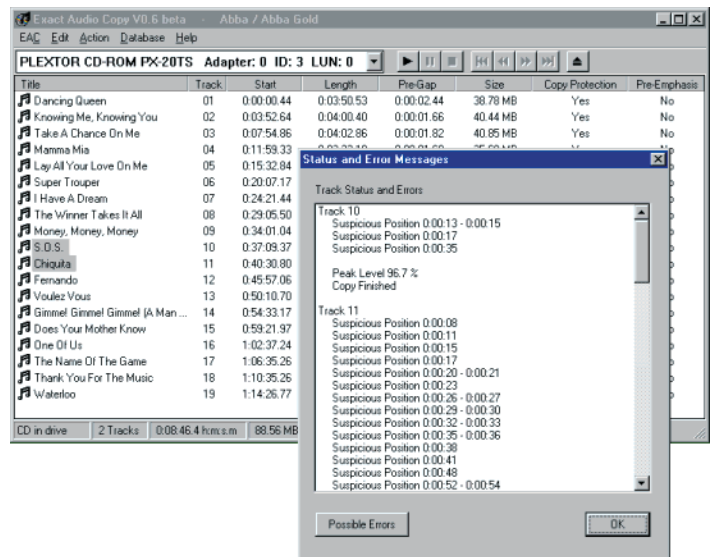 Exact Audio Copy V0.6 beta - Abba / Abba Gold
EAC Edit Action Database Help
PLEXTOR CD-ROM PX-20TS Adapter: 0 ID: 3 LUN: 0
Title Track Start Length Pre-Gap Size Copy Protection Pre-Emphasis
Dancing Queen 01 0:00:00.44 0:03:50.53 0:00:02.44 38.78 MB Yes No
Knowing Me, Knowing You 02 0:03:52.64 0:04:00.40 0:00:01.66 40.44 MB Yes No
Take A Chance On Me 03 0:07:54.86 0:04:02.86 0:00:01.82 40.85 MB Yes No
Mamma Mia 04 0:11:59.33
Lay All Your Love On Me 05 0:15:32.84
Super Trouper 06 0:20:07.17
I Have A Dream 07 0:24:21.44
The Winner Takes It All 08 0:29:05.50
Money, Money, Money 09 0:34:01.04
S.O.S. 10 0:37:09.37
Chiquita 11 0:40:30.80
Fernando 12 0:45:57.06
Voulez Vous 13 0:50:10.70
Gimme! Gimme! Gimme! (A Man ... 14 0:54:33.17
Does Your Mother Know 15 0:59:21.97
One Of Us 16 1:02:37.24
The Name Of The Game 17 1:06:35.26
Thank You For The Music 18 1:10:35.26
Waterloo 19 1:14:26.77
CD in drive 2 Tracks 0:08:46.4 h:m:s.m 88.56 MB
Status and Error Messages
Track Status and Errors
Track 10
Suspicious Position 0:00:13 - 0:00:15
Suspicious Position 0:00:17
Suspicious Position 0:00:35
Peak Level 96.7 %
Copy Finished
Track 11
Suspicious Position 0:00:08
Suspicious Position 0:00:11
Suspicious Position 0:00:15
Suspicious Position 0:00:17
Suspicious Position 0:00:20 - 0:00:21
Suspicious Position 0:00:23
Suspicious Position 0:00:26 - 0:00:27
Suspicious Position 0:00:29 - 0:00:30
Suspicious Position 0:00:32 - 0:00:33
Suspicious Position 0:00:35 - 0:00:36
Suspicious Position 0:00:38
Suspicious Position 0:00:41
Suspicious Position 0:00:48
Suspicious Position 0:00:52 - 0:00:54
Possible Errors
OK